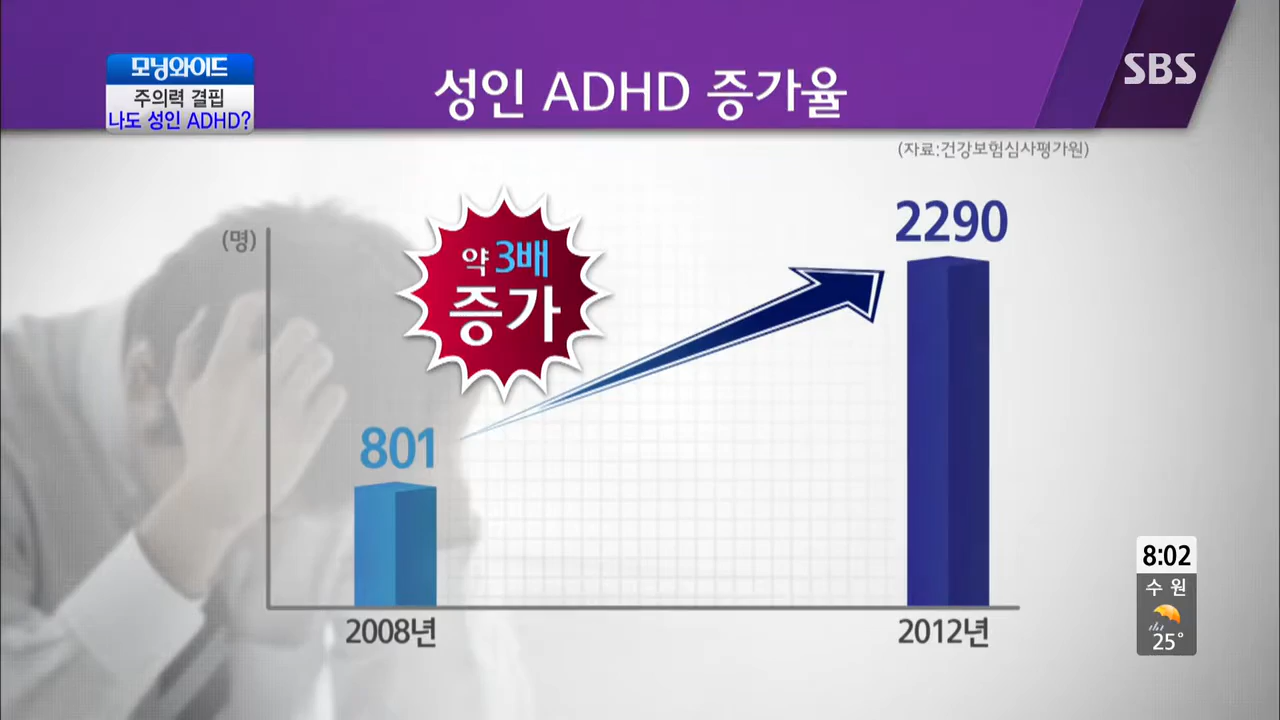 모닝와이드
주의력 결핍
나도 성인 ADHD?
성인 ADHD 증가율
SBS
(자료:건강보험심사평가원)
(명)
약 3배
증가
801
2290
2008년
2012년
8:02
수 원
25°